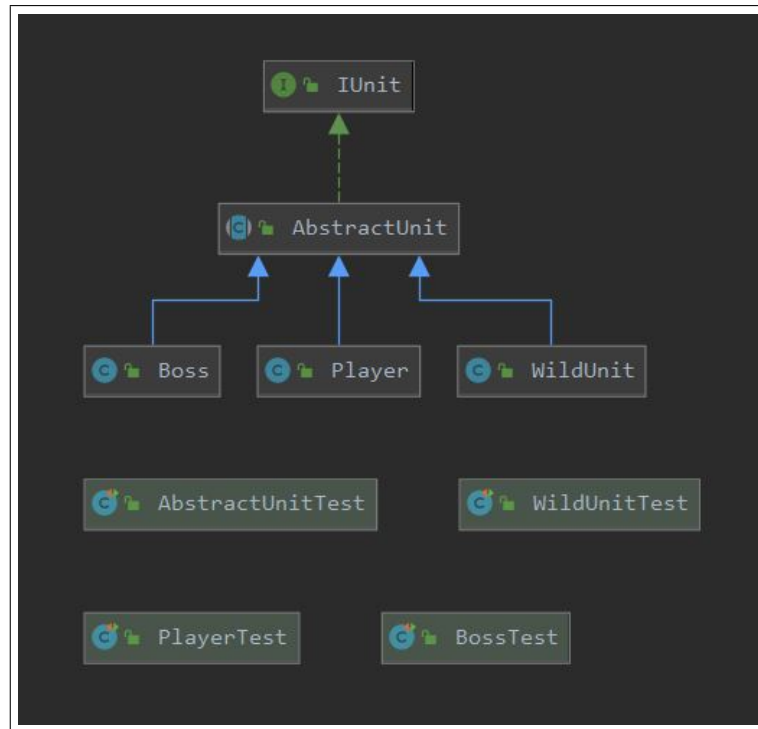 IUnit
AbstractUnit
Boss
Player
WildUnit
AbstractUnitTest
WildUnitTest
PlayerTest
BossTest